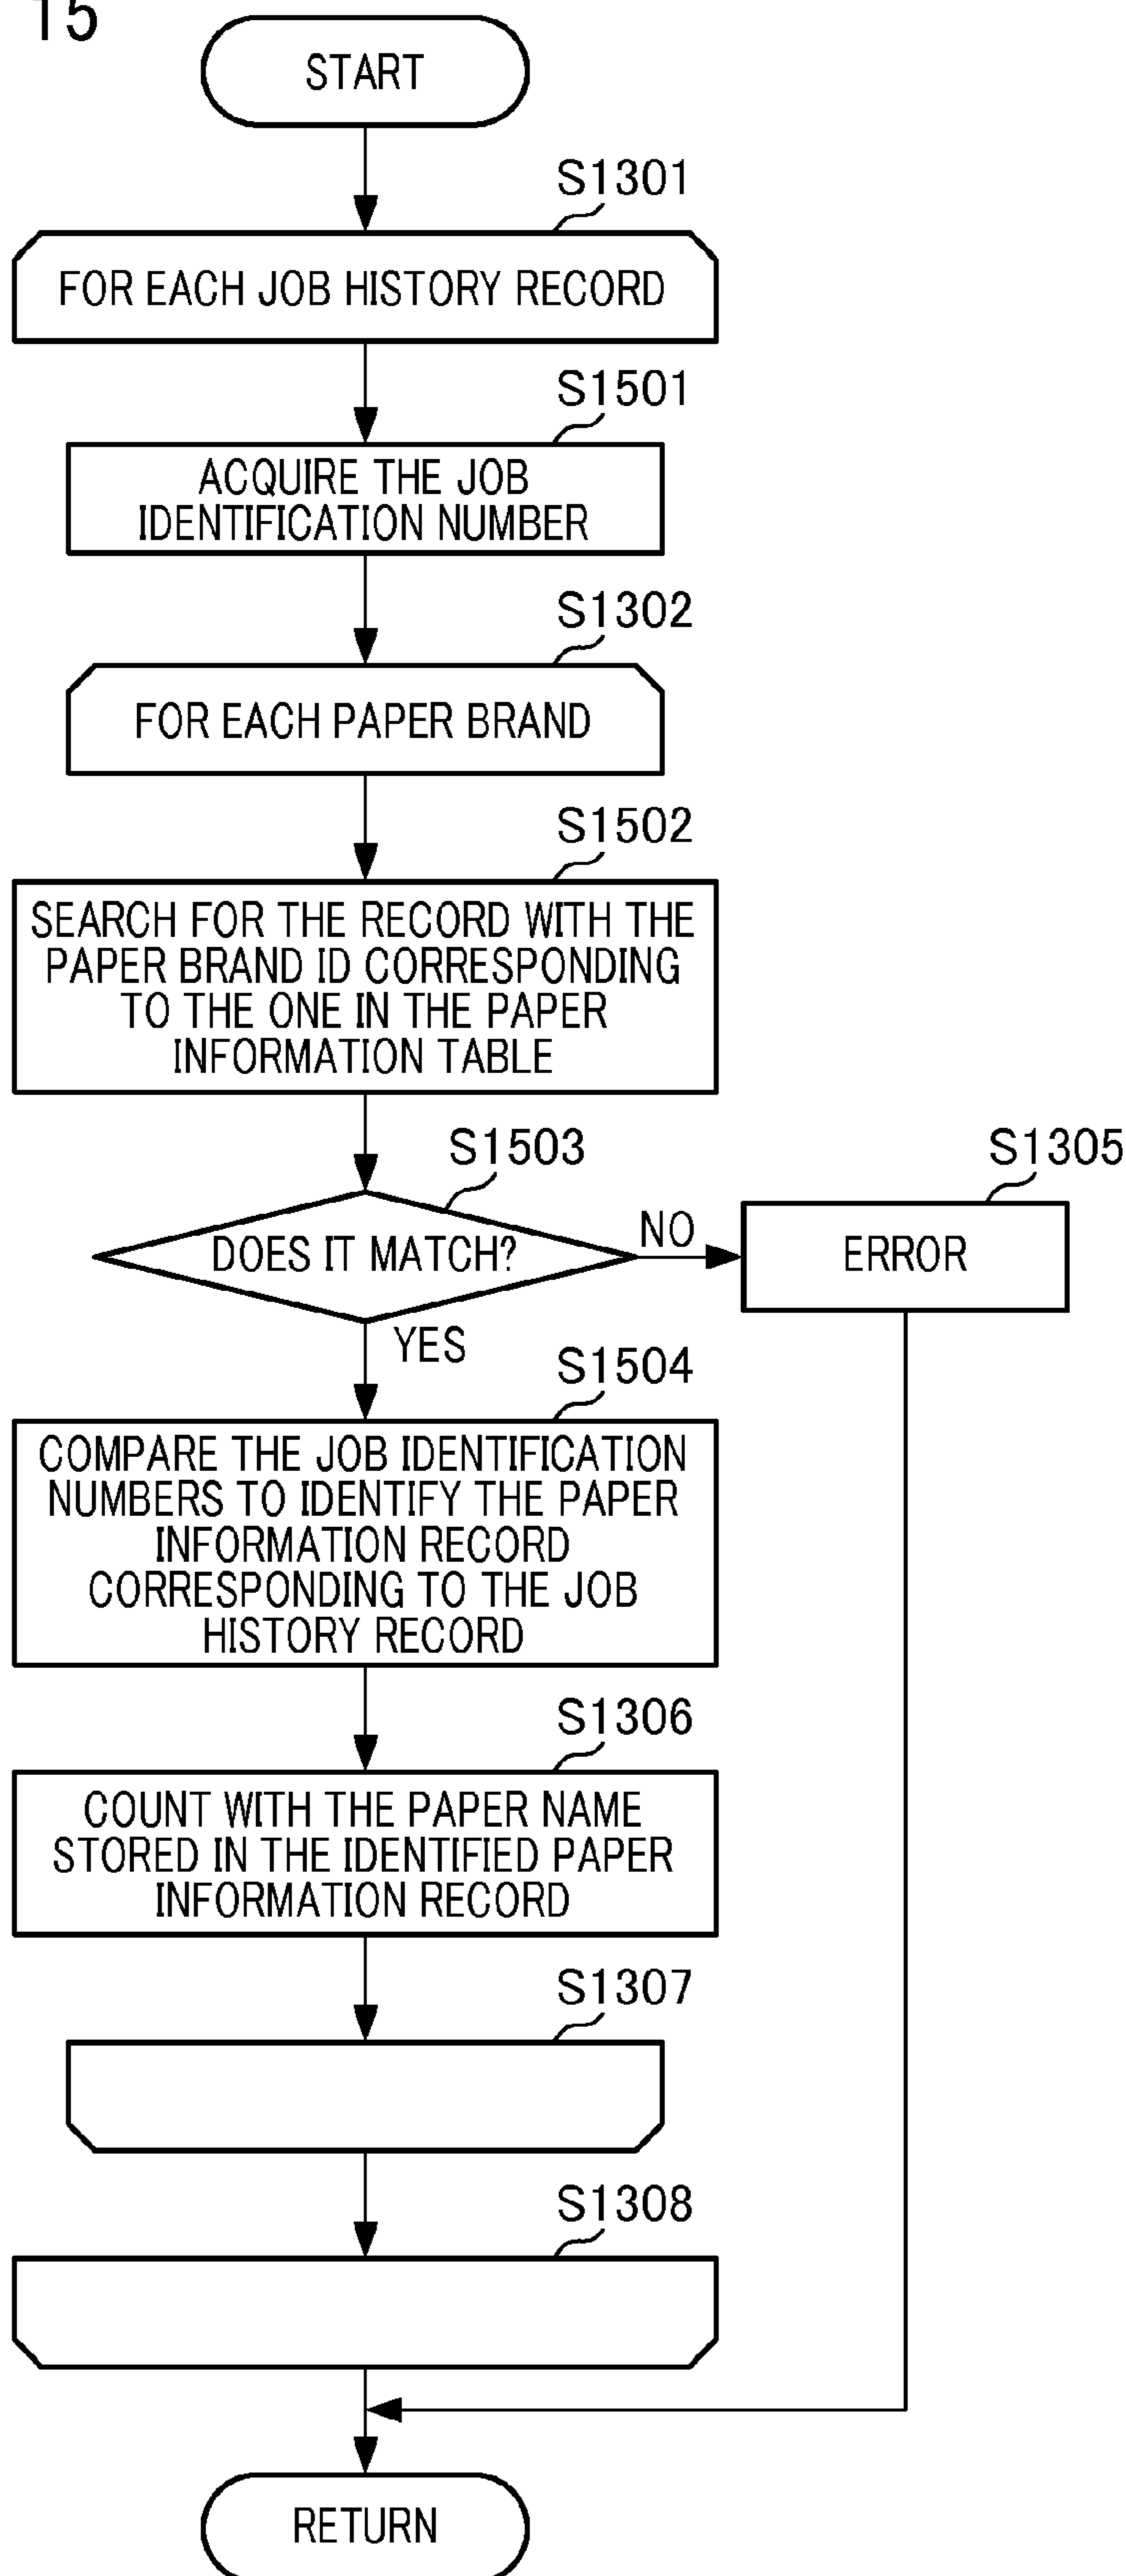 15
START
S1301
FOR EACH JOB HISTORY RECORD
S1501
ACQUIRE THE JOB
IDENTIFICATION NUMBER
S1302
FOR EACH PAPER BRAND
S1502
SEARCH FOR THE RECORD WITH THE
PAPER BRAND ID CORRESPONDING
TO THE ONE IN THE PAPER
INFORMATION TABLE
S1503
DOES IT MATCH?
NO
S1305
ERROR
YES
S1504
COMPARE THE JOB IDENTIFICATION
NUMBERS TO IDENTIFY THE PAPER
INFORMATION RECORD
CORRESPONDING TO THE JOB
HISTORY RECORD
S1306
COUNT WITH THE PAPER NAME
STORED IN THE IDENTIFIED PAPER
INFORMATION RECORD
S1307
S1308
RETURN